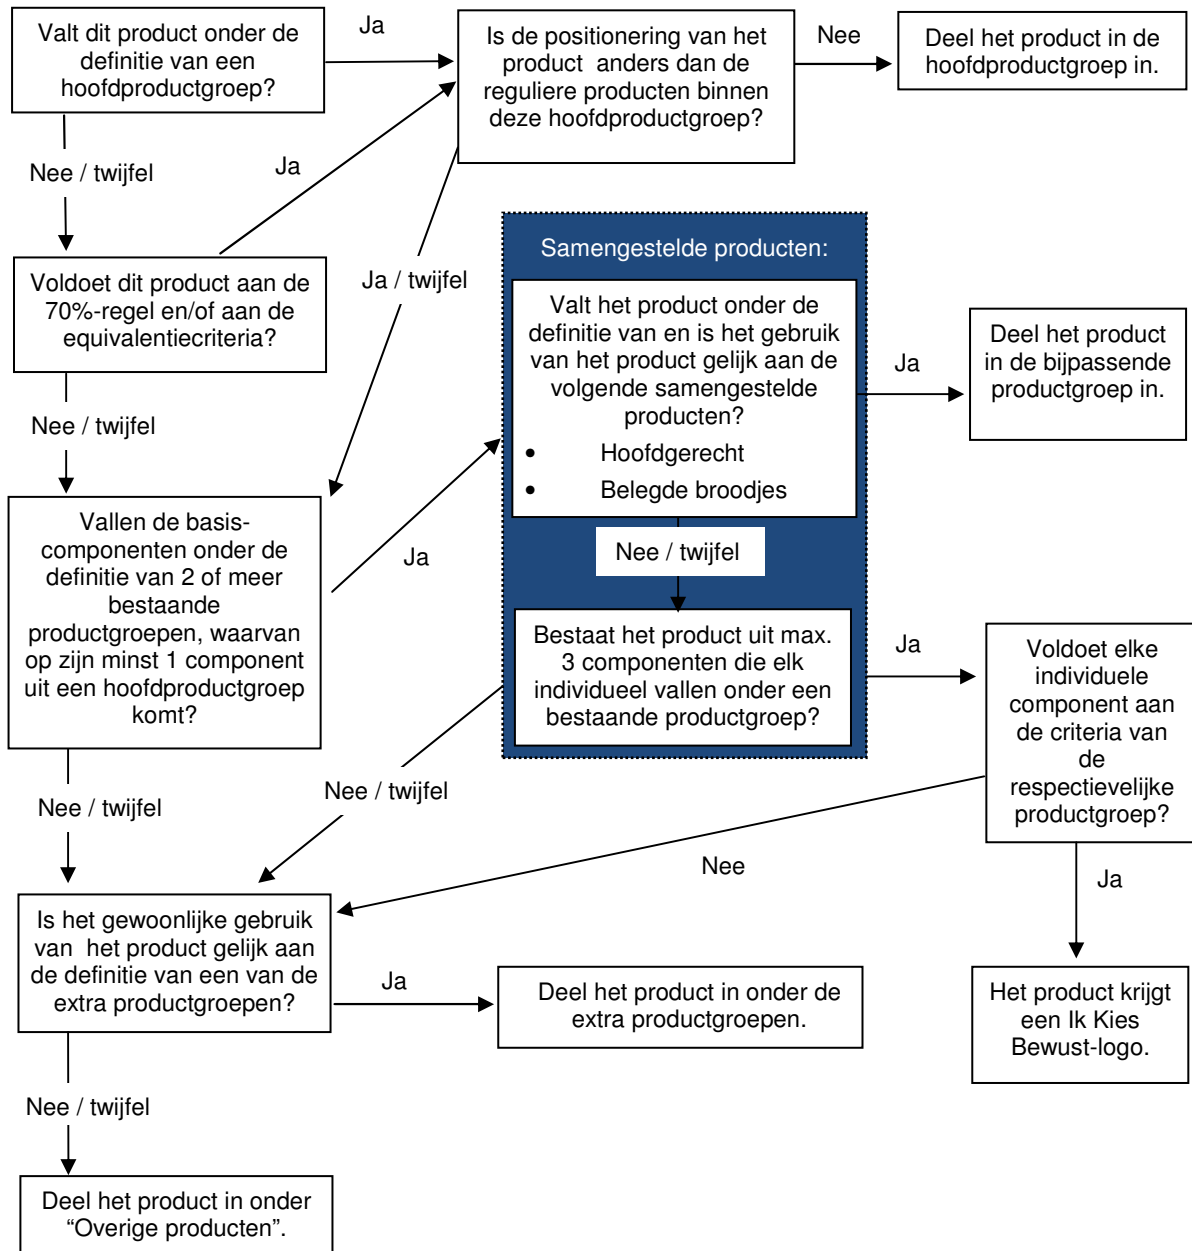 Valt dit product onder de
definitie van een
hoofdproductgroep?
Ja
Is de positionering van het
product anders dan de
reguliere producten binnen
deze hoofdproductgroep?
Nee
Deel het product in de
hoofdproductgroep in.
Nee / twijfel
Ja
Voldoet dit product aan de
70%-regel en/of aan de
equivalentiecriteria?
Ja / twijfel
Samengestelde producten:
Valt het product onder de
definitie van en is het gebruik
van het product gelijk aan de
volgende samengestelde
producten?
• Hoofdgerecht
• Belegde broodjes
Ja
Deel het product
in de bijpassende
productgroep in.
Nee / twijfel
Vallen de basis-
componenten onder de
definitie van 2 of meer
bestaande
productgroepen, waarvan
op zijn minst 1 component
uit een hoofdproductgroep
komt?
Ja
Nee / twijfel
Bestaat het product uit max.
3 componenten die elk
individueel vallen onder een
bestaande productgroep?
Ja
Voldoet elke
individuele
component aan
de criteria van
de
respectievelijke
productgroep?
Nee / twijfel
Nee / twijfel
Nee
Ja
Is het gewoonlijke gebruik
van het product gelijk aan
de definitie van een van de
extra productgroepen?
Ja
Deel het product in onder de
extra productgroepen.
Het product krijgt
een Ik Kies
Bewust-logo.
Nee / twijfel
Deel het product in onder
“Overige producten”.